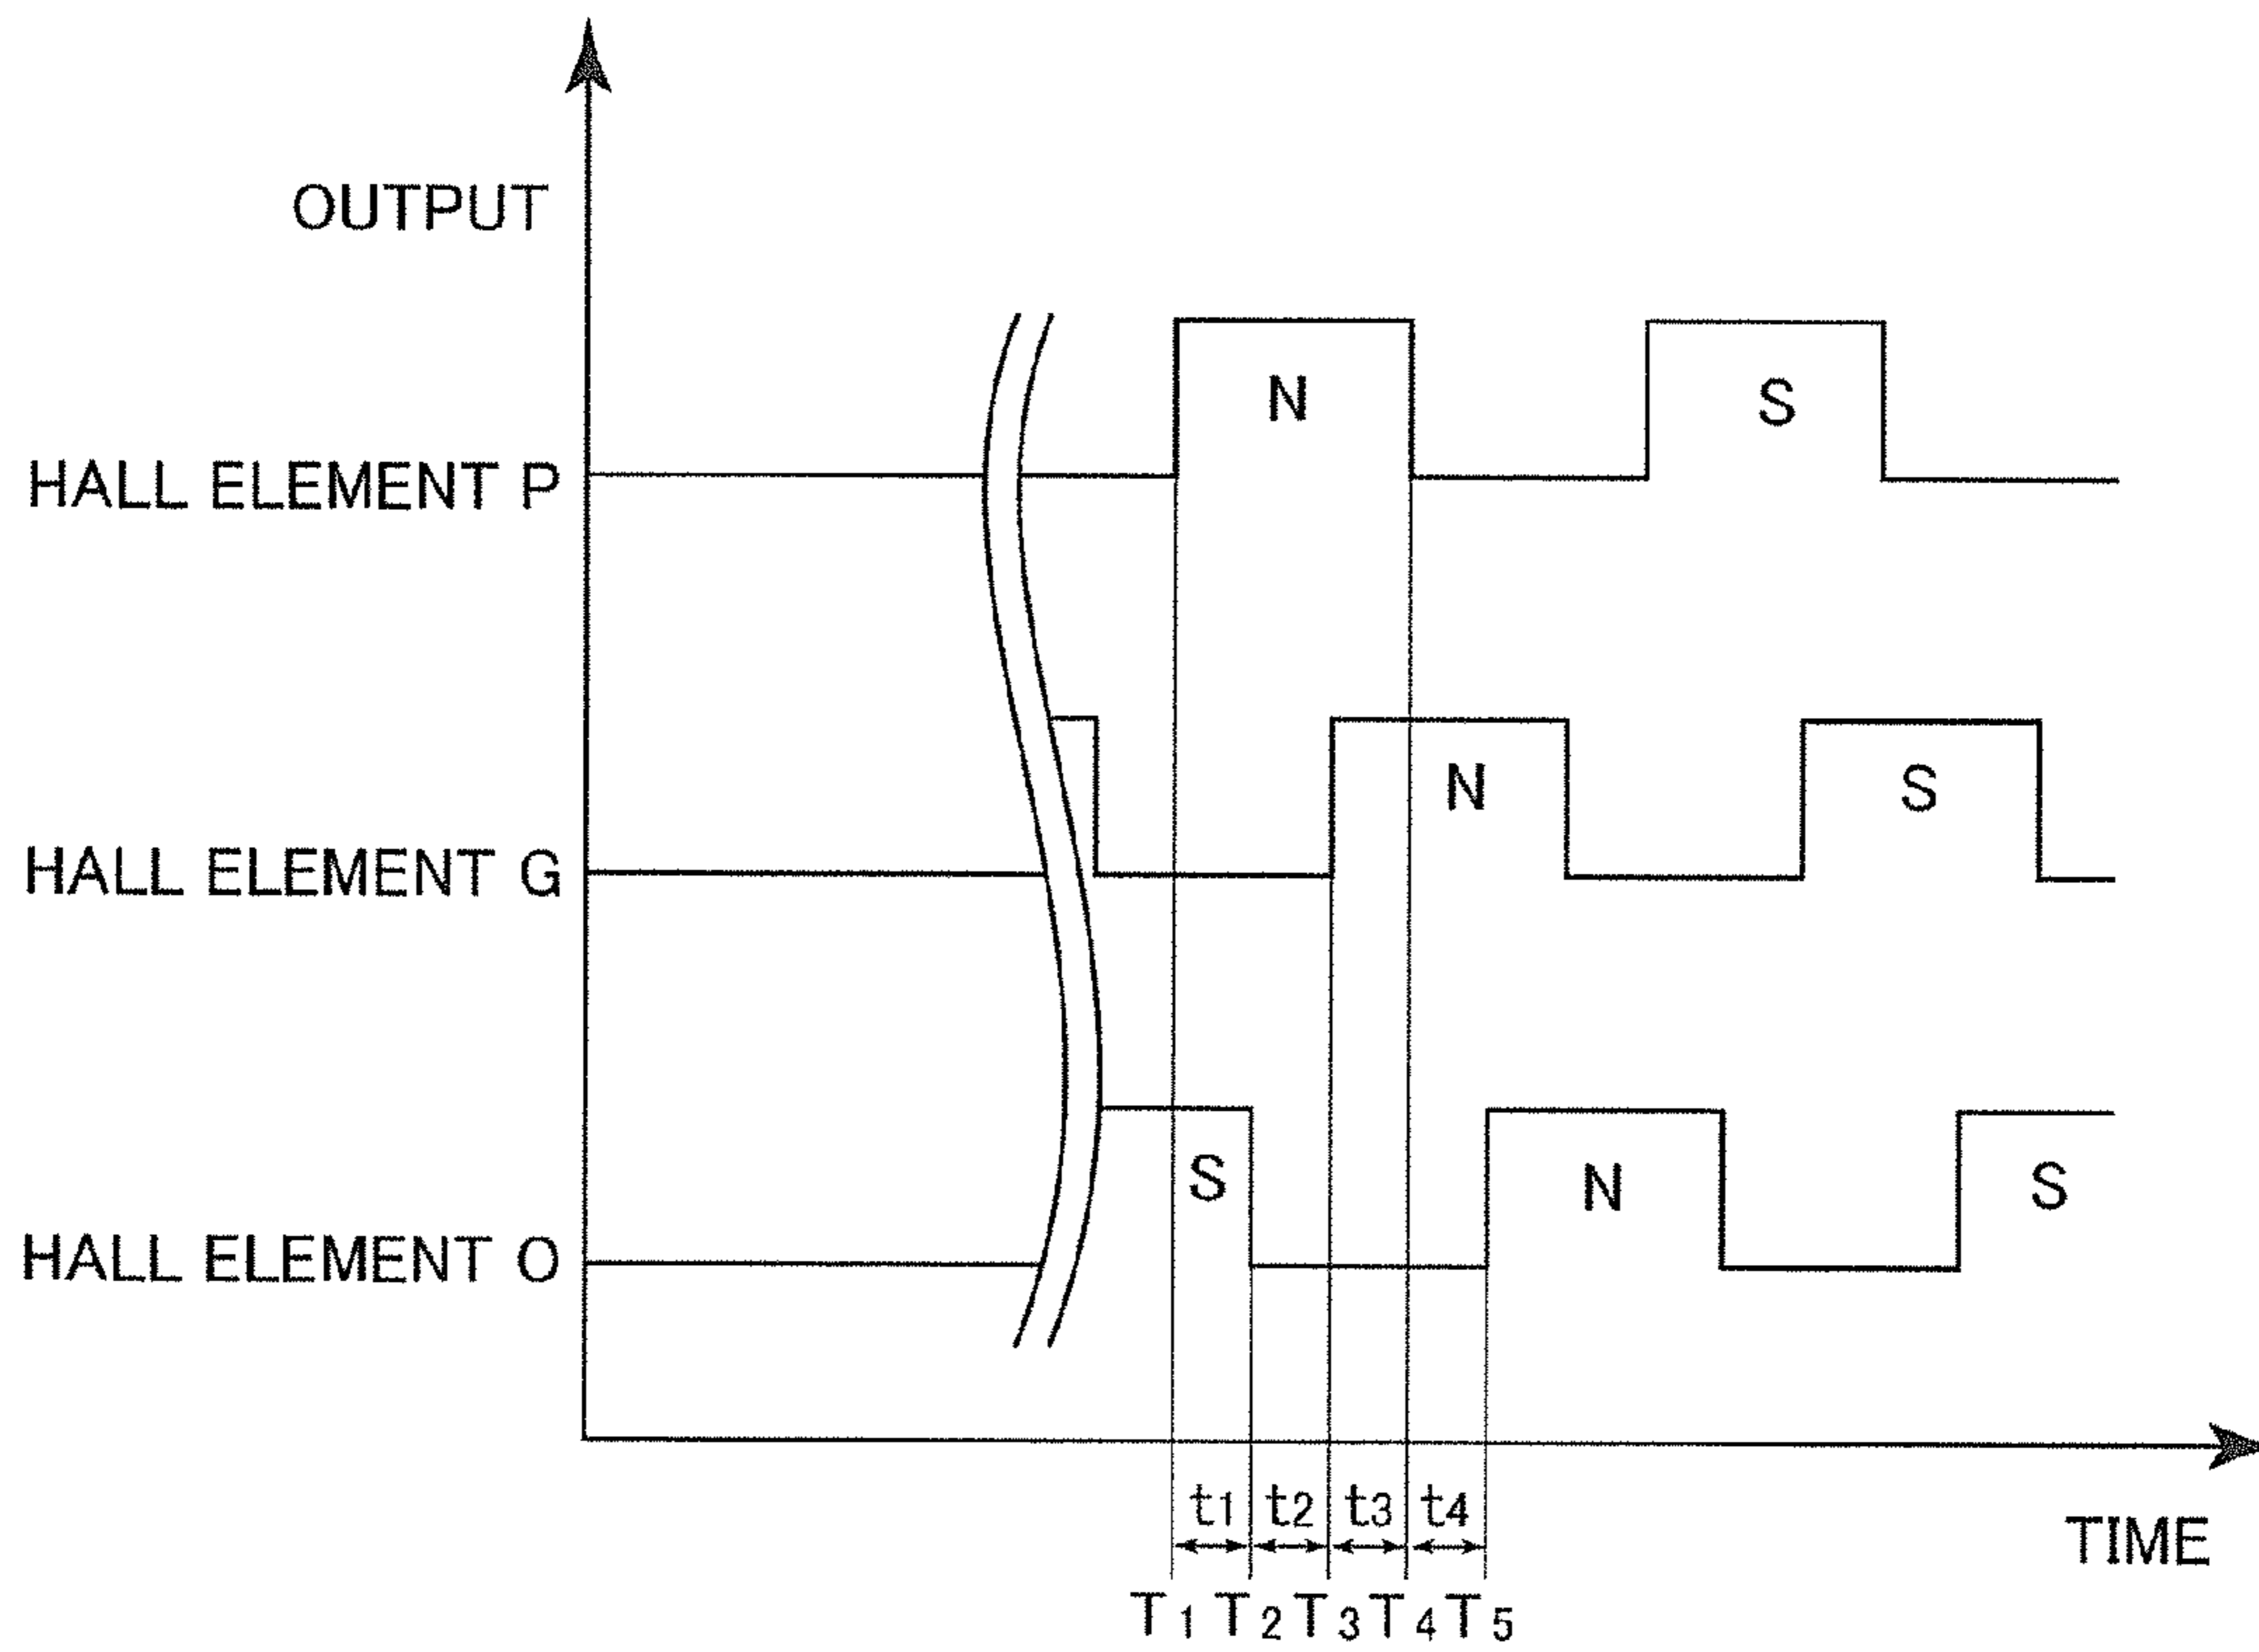 OUTPUT
N
S
HALL ELEMENT P
N
S
HALL ELEMENT G
S
N
S
HALL ELEMENT O
t1 t2 t3 t4
TIME
T1 T2 T3 T4 T5